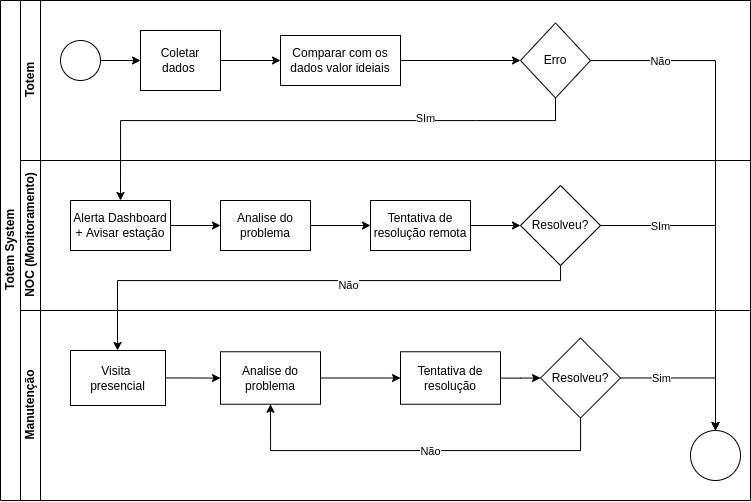 Totem System
Totem
Coletar
dados
Comparar com os
dados valor ideiais
Erro
Não
SIm
NOC (Monitoramento)
Alerta Dashboard
+ Avisar estação
Analise do
problema
Tentativa de
resolução remota
Resolveu?
SIm
Não
Manutenção
Visita
presencial
Analise do
problema
Tentativa de
resolução
Resolveu?
Sim
Não